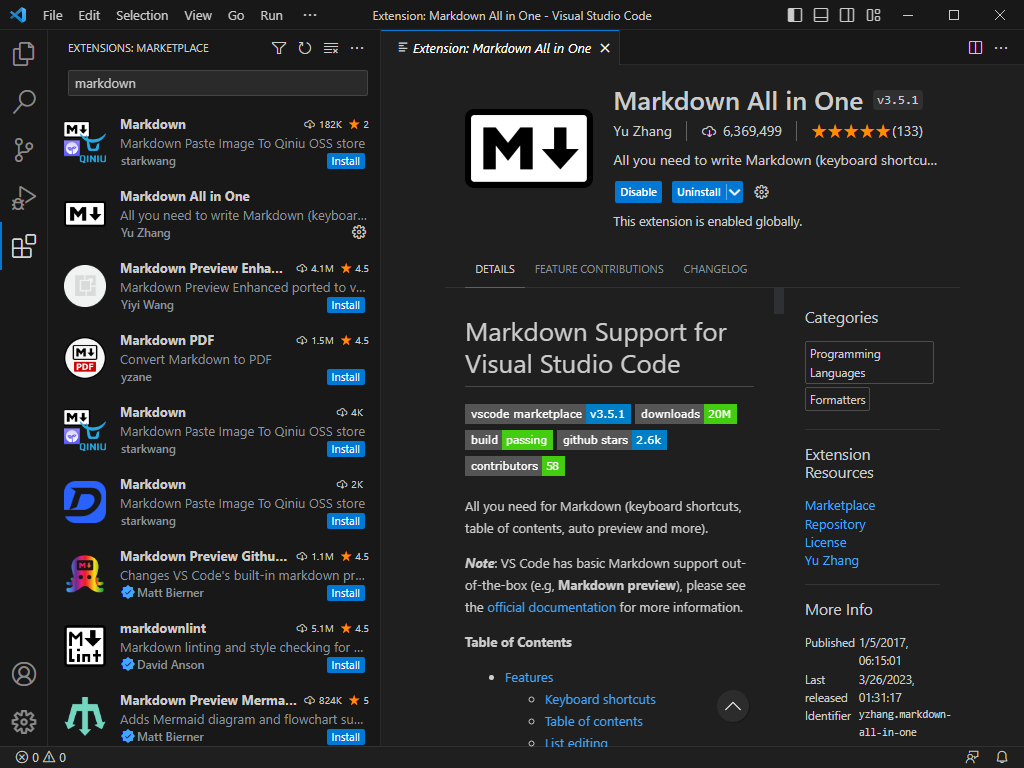 File Edit Selection View Go Run ··· Extension: Markdown All in One - Visual Studio Code
EXTENSIONS: MARKETPLACE
markdown
Markdown 182K ★ 2
Markdown Paste Image To Qiniu OSS store
starkwang Install
QINIU
Markdown All in One
All you need to write Markdown (keyboar...
Yu Zhang
Markdown Preview Enha... 4.1M ★ 4.5
Markdown Preview Enhanced ported to v...
Yiyi Wang Install
Markdown PDF 1.5M ★ 4.5
Convert Markdown to PDF
yzane Install
PDF
Markdown 4K
Markdown Paste Image To Qiniu OSS store
starkwang Install
QINIU
Markdown 2K
Markdown Paste Image To Qiniu OSS store
starkwang Install
Markdown Preview Githu... 1.1M ★ 4.5
Changes VS Code's built-in markdown pr...
Matt Bierner Install
markdownlint 5.1M ★ 4.5
Markdown linting and style checking for ...
David Anson Install
M↓
Lint
Markdown Preview Merma... 824K ★ 5
Adds Mermaid diagram and flowchart su...
Matt Bierner Install
Extension: Markdown All in One
M↓
Markdown All in One v3.5.1
Yu Zhang 6,369,499 ★★★★★(133)
All you need to write Markdown (keyboard shortcu...
Disable Uninstall
This extension is enabled globally.
DETAILS FEATURE CONTRIBUTIONS CHANGELOG
Markdown Support for
Visual Studio Code
vscode marketplace v3.5.1 downloads 20M
build passing github stars 2.6k
contributors 58
All you need for Markdown (keyboard shortcuts,
table of contents, auto preview and more).
Note: VS Code has basic Markdown support out-
of-the-box (e.g, Markdown preview), please see
the official documentation for more information.
Table of Contents
• Features
◦ Keyboard shortcuts
◦ Table of contents
◦ List editing
Categories
Programming
Languages
Formatters
Extension
Resources
Marketplace
Repository
License
Yu Zhang
More Info
Published 1/5/2017,
06:15:01
Last 3/26/2023,
released 01:31:17
Identifier yzhang.markdown-
all-in-one
0 0